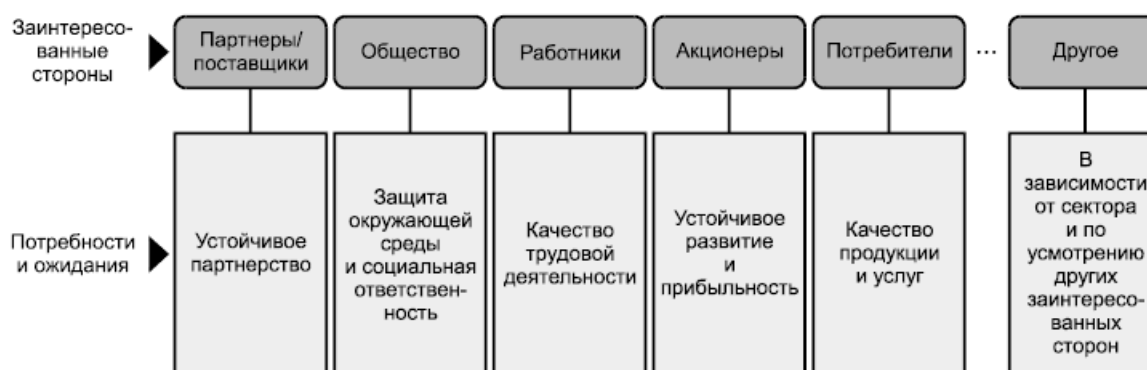 Заинтересо-
ванные
стороны
Партнеры/
поставщики
Общество
Работники
Акционеры
Потребители
...
Другое
Потребности
и ожидания
Устойчивое
партнерство
Защита
окружающей
среды
и социальная
ответствен-
ность
Качество
трудовой
деятельности
Устойчивое
развитие
и
прибыльность
Качество
продукции
и услуг
В
зависимости
от сектора
и по
усмотрению
других
заинтересо-
ванных
сторон